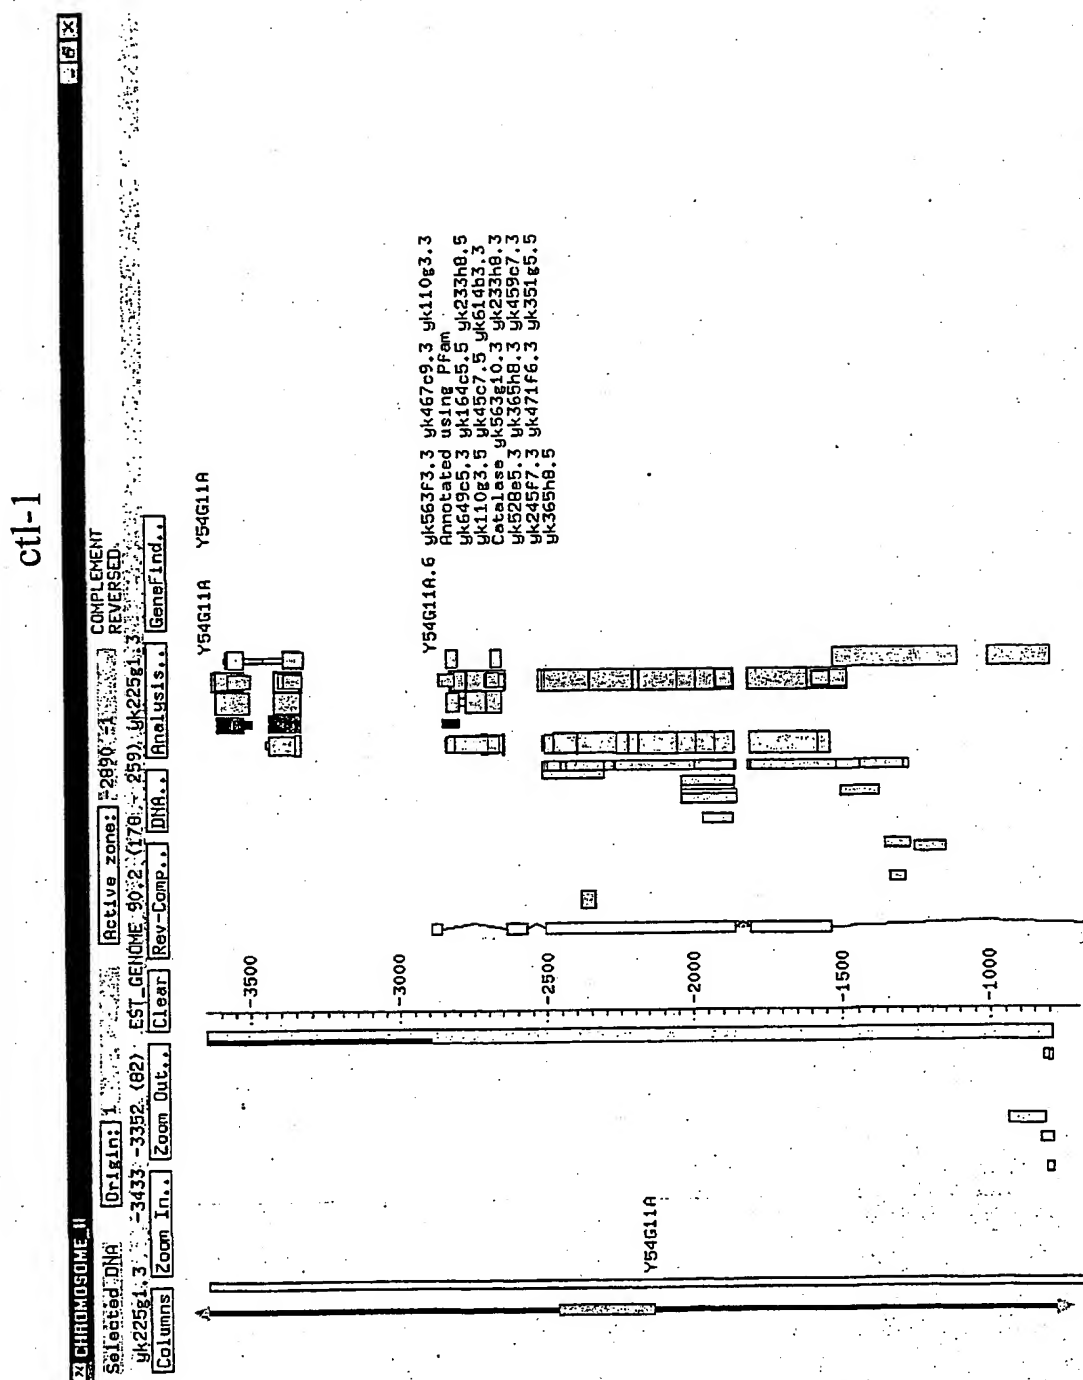 ctl-1
CHROMOSOME_II
Selected DNA Origin: 1 Active zone: -2890 -1 COMPLEMENT
REVERSED
yk225g1.3 -3433 -3352 (82) EST_GENOME 90.2 (178 - 259) yk225g1.3
Columns Zoom In.. Zoom Out.. Clear Rev-Comp.. DNA.. Analysis.. GeneFind..
Y54G11A Y54G11A
Y54G11A.6 yk563f3.3 yk467c9.3 yk110g3.3
Annotated using Pfam
yk649c5.3 yk164c5.5 yk233h8.5
yk110g3.5 yk45c7.5 yk614b3.3
Catalase yk563g10.3 yk233h8.3
yk528e5.3 yk365h8.3 yk459c7.3
yk245f7.3 yk471f6.3 yk351g5.5
yk365h8.5
-3500
-3000
-2500
-2000
-1500
-1000
Y54G11A